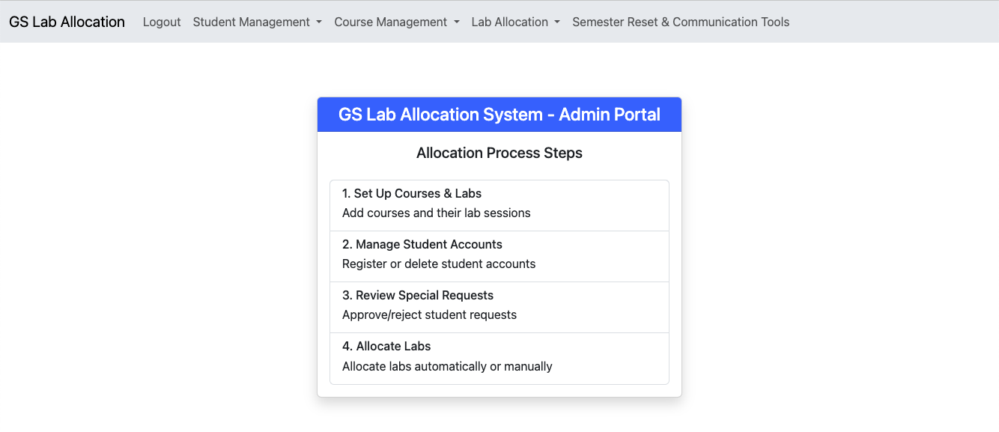 GS Lab Allocation Logout Student Management Course Management Lab Allocation Semester Reset & Communication Tools
GS Lab Allocation System - Admin Portal
Allocation Process Steps
1. Set Up Courses & Labs
Add courses and their lab sessions
2. Manage Student Accounts
Register or delete student accounts
3. Review Special Requests
Approve/reject student requests
4. Allocate Labs
Allocate labs automatically or manually